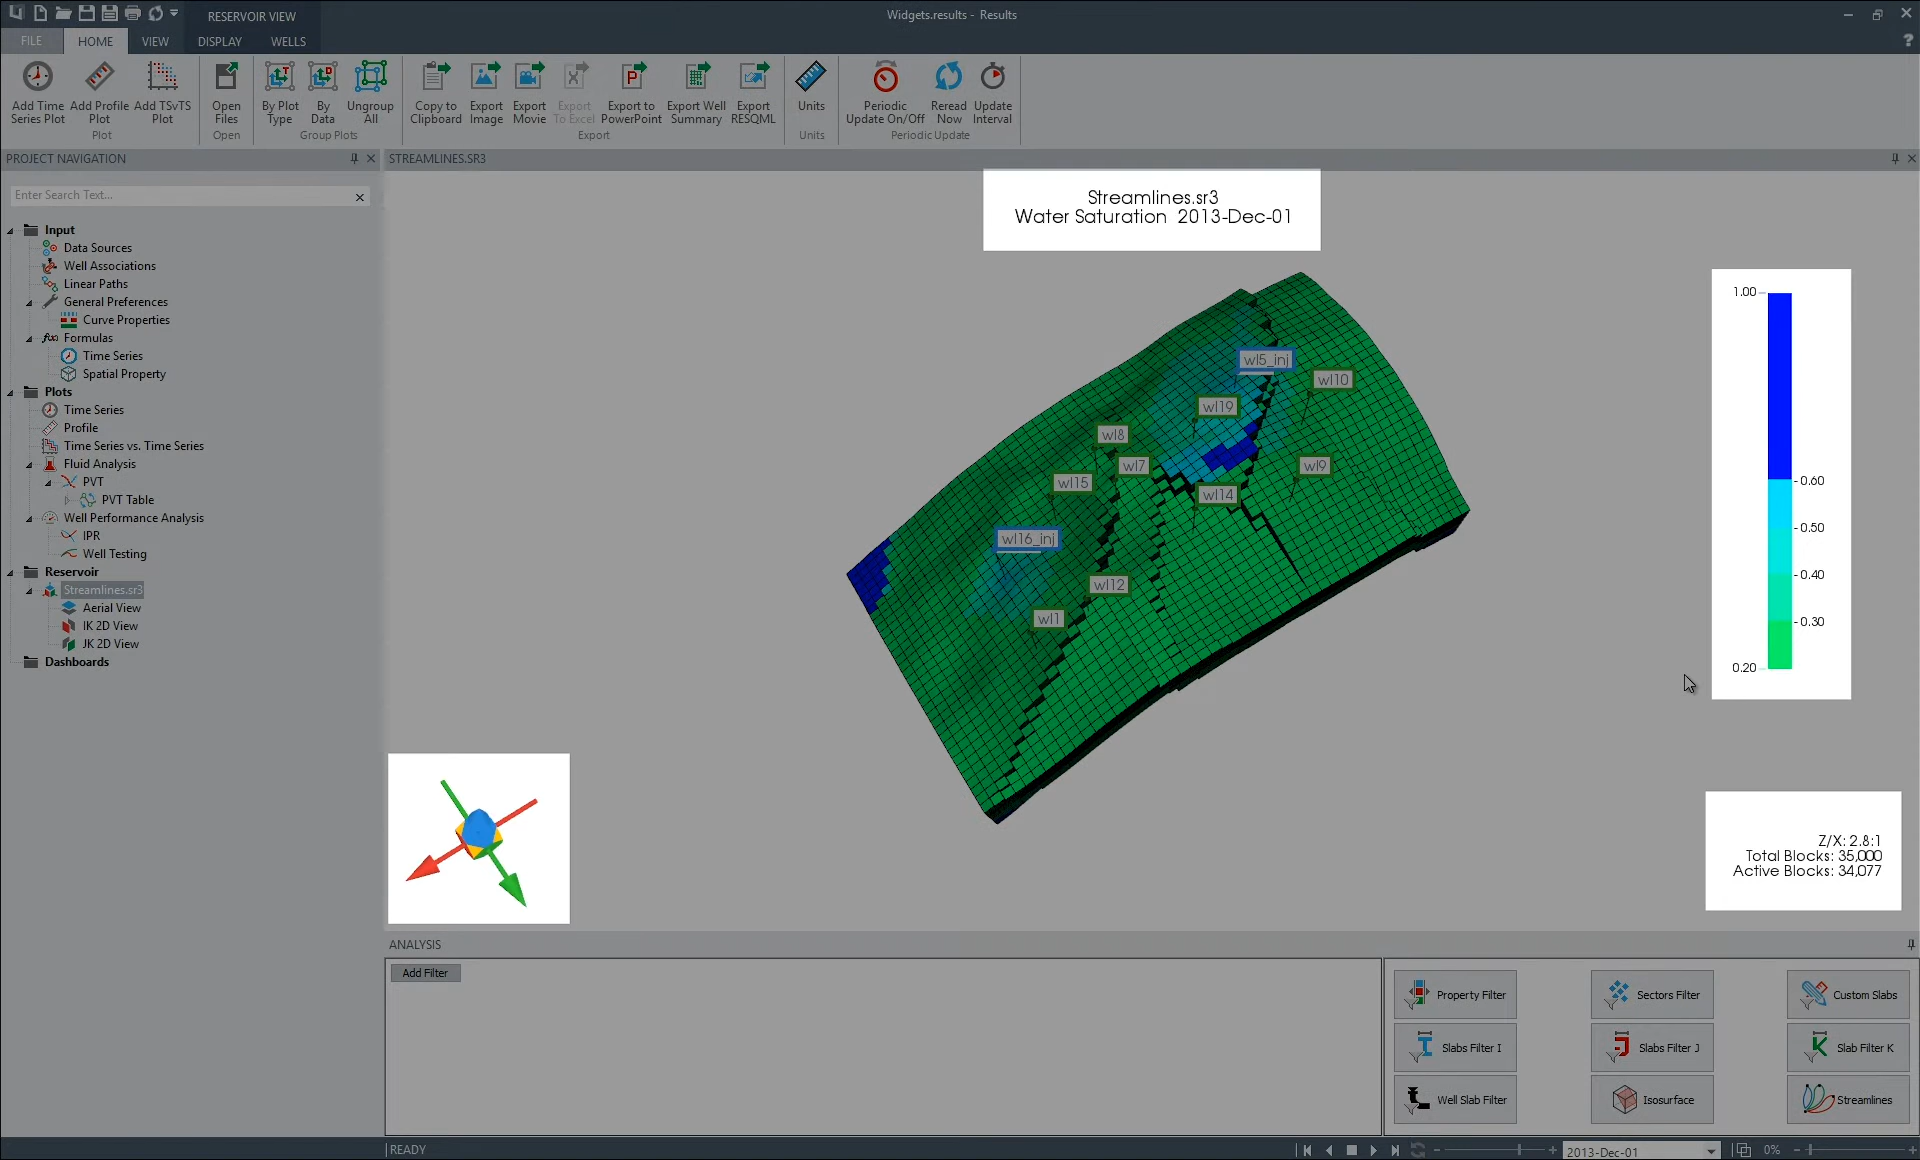 RESERVOIR VIEW
Widgets.results - Results
FILE
HOME
VIEW
DISPLAY
WELLS
Add Time Series Plot
Add Profile Plot
Add TSvTS Plot
Plot
Open Files
Open
By Plot Type
By Data
Ungroup All
Group Plots
Copy to Clipboard
Export Image
Export Movie
Export To Excel
Export to PowerPoint
Export Well Summary
Export RESQML
Export
Units
Units
Periodic Update On/Off
Reread Now
Update Interval
Periodic Update
PROJECT NAVIGATION
STREAMLINES.SR3
Enter Search Text...
Input
Data Sources
Well Associations
Linear Paths
General Preferences
Curve Properties
Formulas
Time Series
Spatial Property
Plots
Time Series
Profile
Time Series vs. Time Series
Fluid Analysis
PVT
PVT Table
Well Performance Analysis
IPR
Well Testing
Reservoir
Streamlines.sr3
Aerial View
IK 2D View
JK 2D View
Dashboards
Streamlines.sr3
Water Saturation 2013-Dec-01
wl5_inj
wl10
wl19
wl8
wl7
wl9
wl15
wl14
wl16_inj
wl12
wl1
1.00
0.60
0.50
0.40
0.30
0.20
Z/X: 2.8:1
Total Blocks: 35,000
Active Blocks: 34,077
ANALYSIS
Add Filter
Property Filter
Sectors Filter
Custom Slabs
Slabs Filter I
Slabs Filter J
Slab Filter K
Well Slab Filter
Isosurface
Streamlines
READY
2013-Dec-01
0%